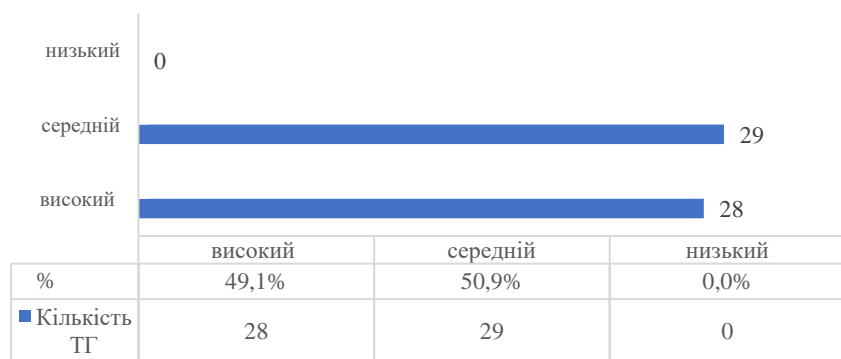 низький
0
середній
29
високий
28
високий середній низький
% 49,1% 50,9% 0,0%
Кількість
ТГ 28 29 0